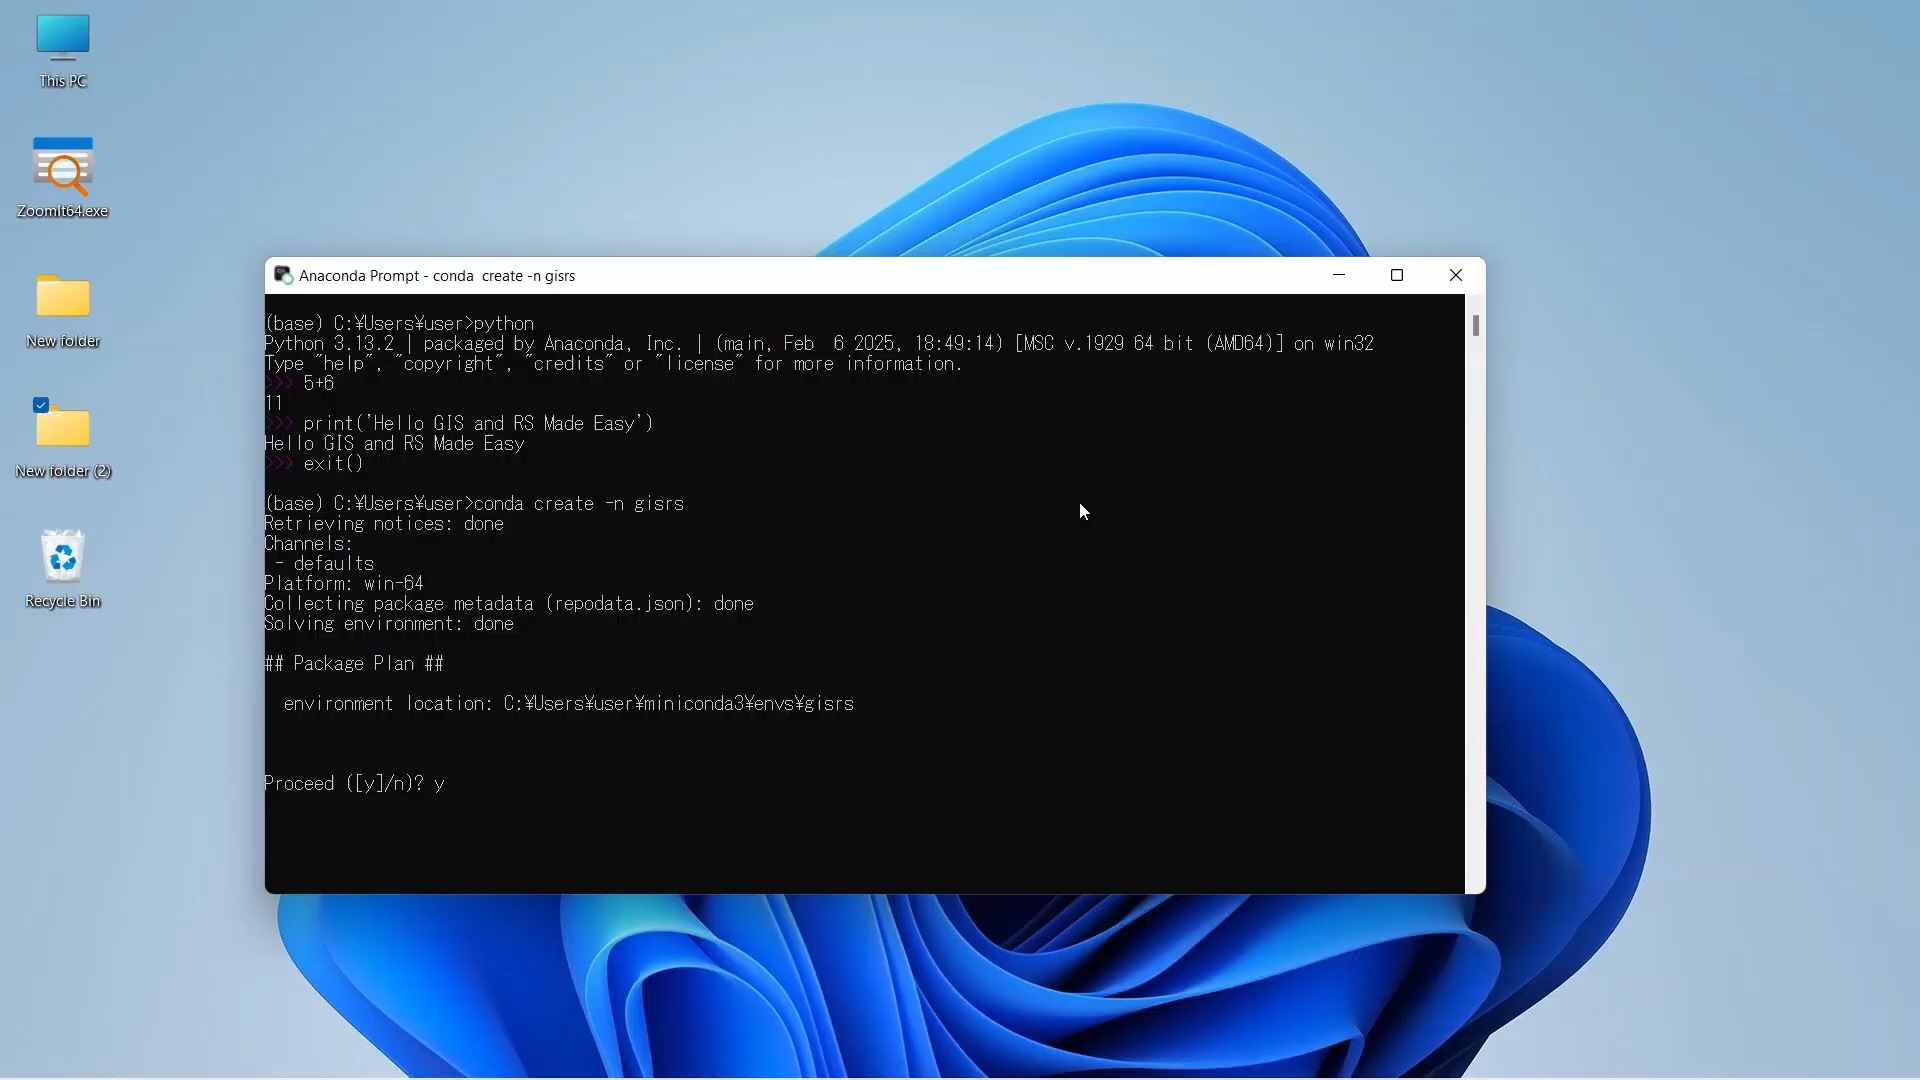 This PC
ZoomIt64.exe
New folder
New folder (2)
Recycle Bin
Anaconda Prompt - conda  create -n gisrs
(base) C:¥Users¥user>python
Python 3.13.2 | packaged by Anaconda, Inc. | (main, Feb  6 2025, 18:49:14) [MSC v.1929 64 bit (AMD64)] on win32
Type "help", "copyright", "credits" or "license" for more information.
>>> 5+6
11
>>> print('Hello GIS and RS Made Easy')
Hello GIS and RS Made Easy
>>> exit()
(base) C:¥Users¥user>conda create -n gisrs
Retrieving notices: done
Channels:
 - defaults
Platform: win-64
Collecting package metadata (repodata.json): done
Solving environment: done
## Package Plan ##
  environment location: C:¥Users¥user¥miniconda3¥envs¥gisrs
Proceed ([y]/n)? y